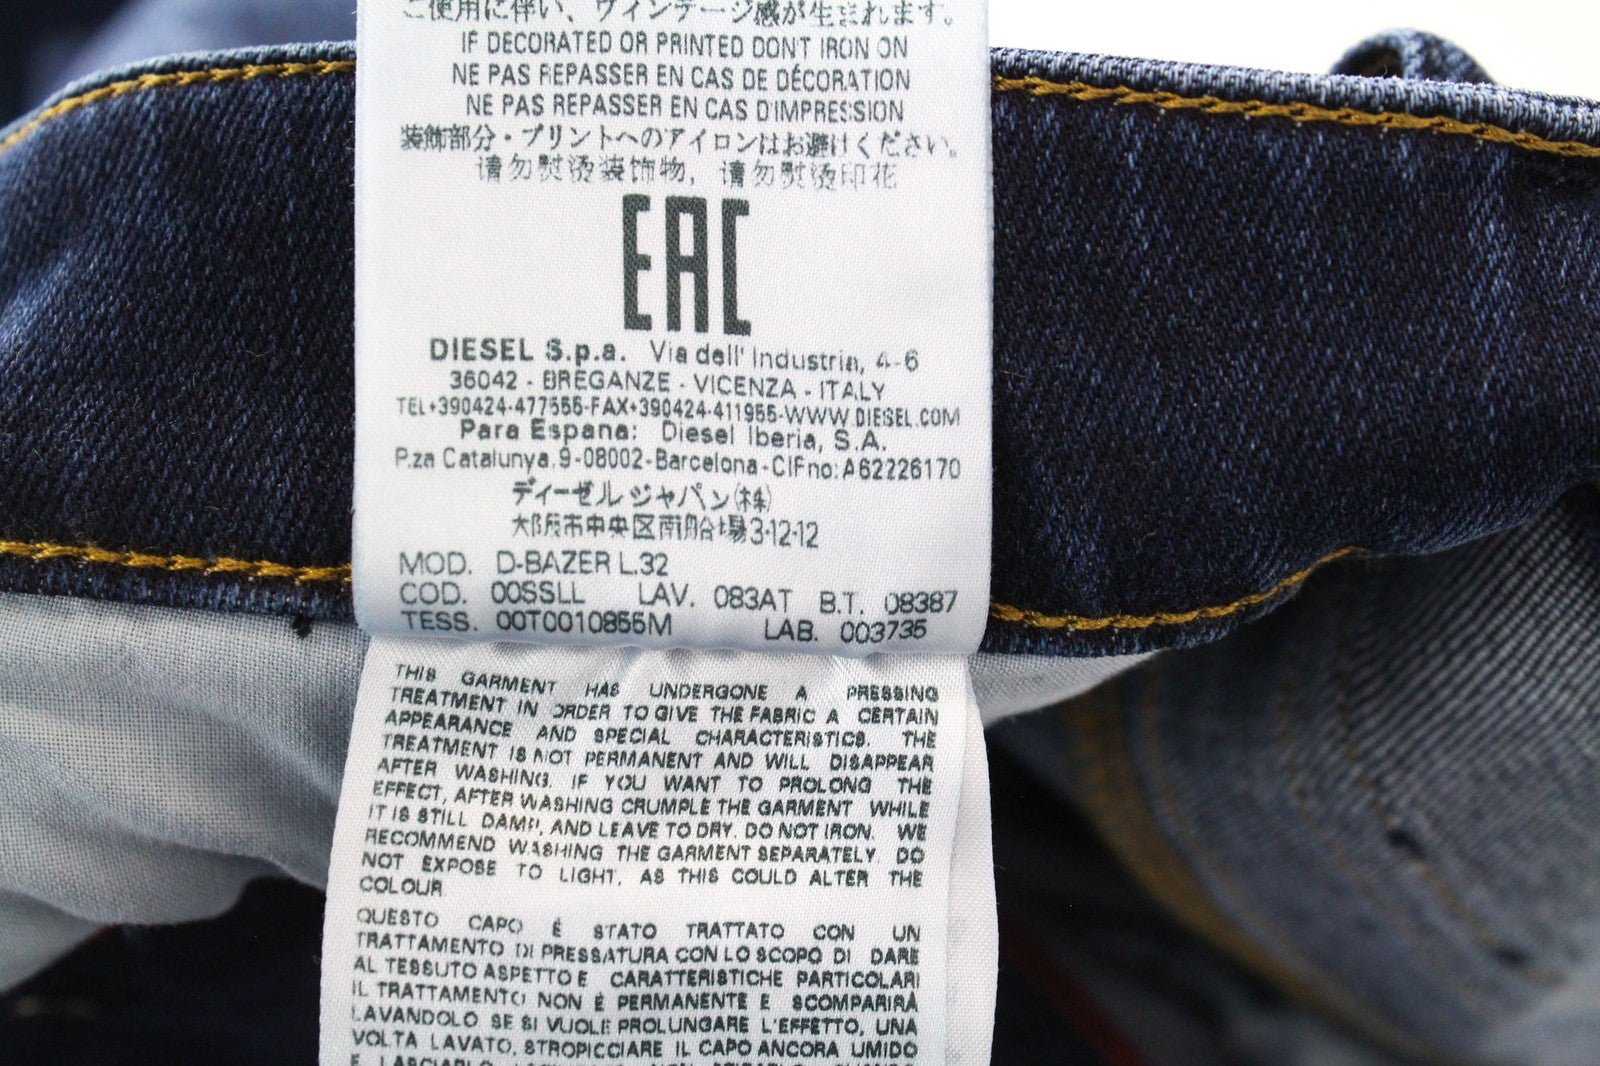 ご使用に伴い、ヴィンテージ感が生まれます。
IF DECORATED OR PRINTED DON'T IRON ON
NE PAS REPASSER EN CAS DE DÉCORATION
NE PAS REPASSER EN CAS D'IMPRESSION
装飾部分・プリントへのアイロンはお避けください。
请勿熨烫装饰物，请勿熨烫印花
EAC
DIESEL S.p.a. Via dell' Industria, 4-6
36042 - BREGANZE - VICENZA - ITALY
TEL+390424-477555-FAX+390424-411955-WWW.DIESEL.COM
Para Espana: Diesel Iberia, S.A.
P.za Catalunya,9-08002-Barcelona-CIFno:A62226170
ディーゼルジャパン(株)
大阪市中央区南船場3-12-12
MOD. D-BAZER L.32
COD. 00SSLL LAV. 083AT B.T. 08387
TESS. 00T0010855M LAB. 003735
THIS GARMENT HAS UNDERGONE A PRESSING
TREATMENT IN ORDER TO GIVE THE FABRIC A CERTAIN
APPEARANCE AND SPECIAL CHARACTERISTICS. THE
TREATMENT IS NOT PERMANENT AND WILL DISAPPEAR
AFTER WASHING. IF YOU WANT TO PROLONG THE
EFFECT, AFTER WASHING CRUMPLE THE GARMENT WHILE
IT IS STILL DAMP, AND LEAVE TO DRY. DO NOT IRON. WE
RECOMMEND WASHING THE GARMENT SEPARATELY. DO
NOT EXPOSE TO LIGHT, AS THIS COULD ALTER THE
COLOUR
QUESTO CAPO É STATO TRATTATO CON UN
TRATTAMENTO DI PRESSATURA CON LO SCOPO DI DARE
AL TESSUTO ASPETTO E CARATTERISTICHE PARTICOLARI
IL TRATTAMENTO NON É PERMANENTE E SCOMPARIRÁ
LAVANDOLO SE SI VUOLE PROLUNGARE L'EFFETTO, UNA
VOLTA LAVATO, STROPICCIARE IL CAPO ANCORA UMIDO
E LASCIARLO